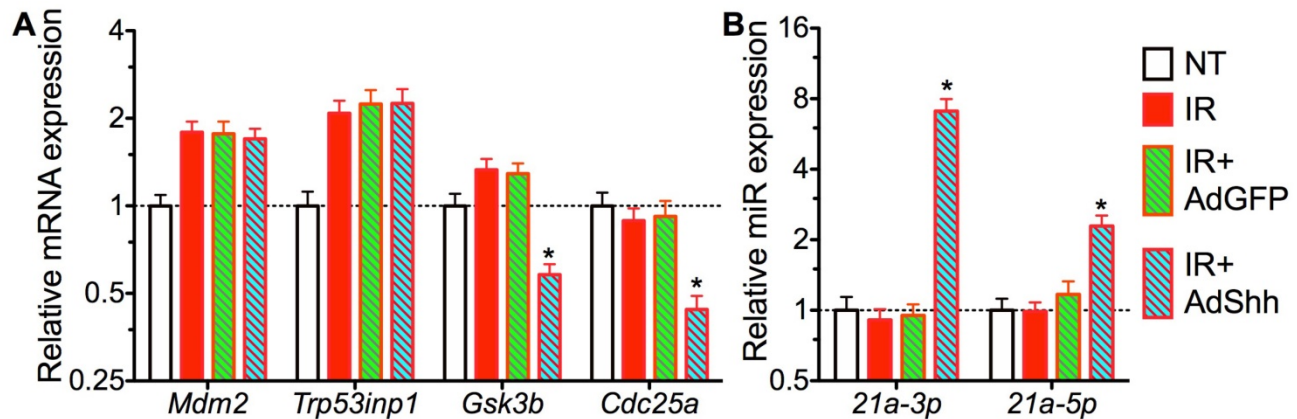 A
Relative mRNA expression
4
2
1
0.5
0.25
Mdm2 Trp53inp1 Gsk3b Cdc25a
* *
B
Relative miR expression
16
8
4
2
1
0.5
21a-3p 21a-5p
* *
NT
IR
IR+
AdGFP
IR+
AdShh